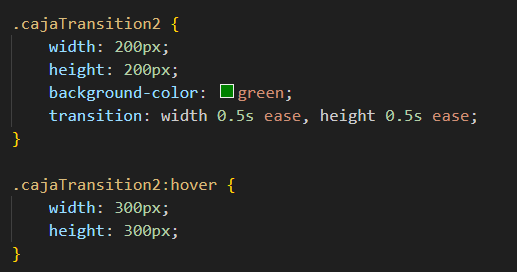 .cajaTransition2 {
    width: 200px;
    height: 200px;
    background-color: green;
    transition: width 0.5s ease, height 0.5s ease;
}

.cajaTransition2:hover {
    width: 300px;
    height: 300px;
}